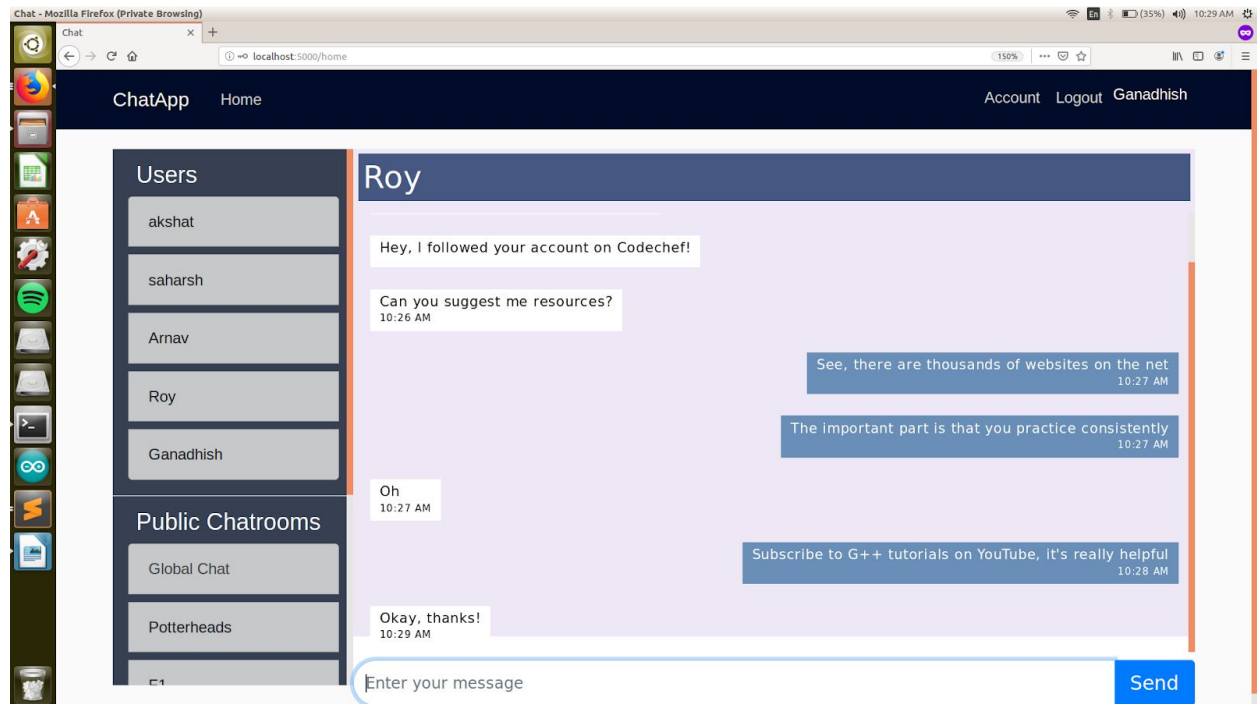 Chat - Mozilla Firefox (Private Browsing)
En (35%) 10:29 AM
Chat
localhost:5000/home 150%
ChatApp Home Account Logout Ganadhish
Users
akshat
saharsh
Arnav
Roy
Ganadhish
Public Chatrooms
Global Chat
Potterheads
Roy
Hey, I followed your account on Codechef!
Can you suggest me resources?
10:26 AM
See, there are thousands of websites on the net
10:27 AM
The important part is that you practice consistently
10:27 AM
Oh
10:27 AM
Subscribe to G++ tutorials on YouTube, it's really helpful
10:28 AM
Okay, thanks!
10:29 AM
Enter your message
Send